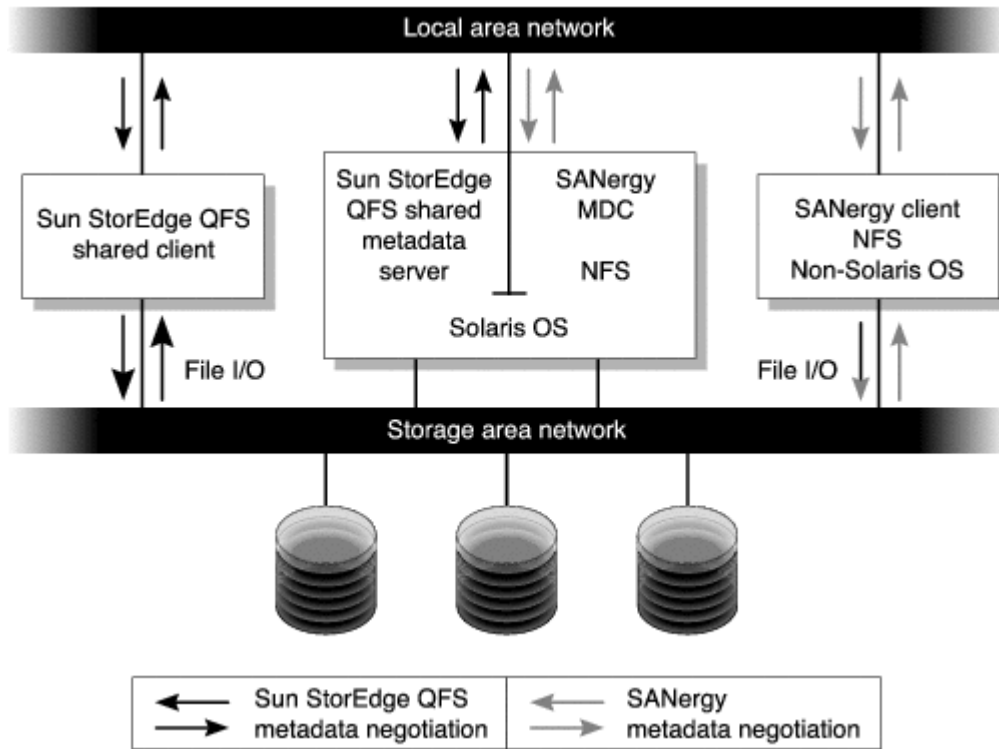 Local area network
Sun StorEdge QFS
shared client
Sun StorEdge
QFS shared
metadata
server
SANergy
MDC
NFS
Solaris OS
SANergy client
NFS
Non-Solaris OS
File I/O
File I/O
Storage area network
Sun StorEdge QFS
metadata negotiation
SANergy
metadata negotiation